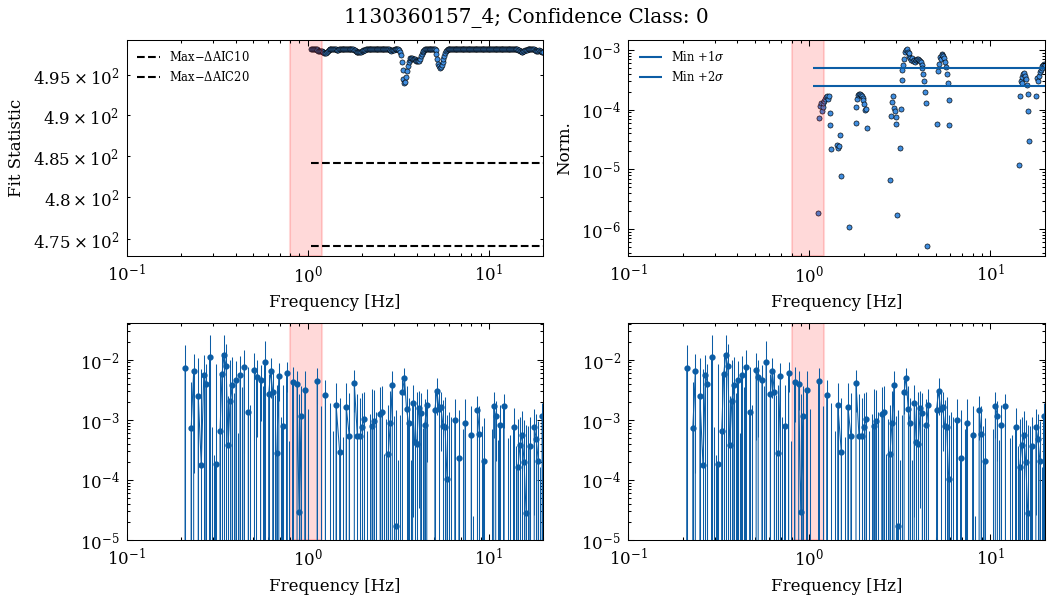 1130360157_4; Confidence Class: 0
Fit Statistic
4.95 × 10²
4.9 × 10²
4.85 × 10²
4.8 × 10²
4.75 × 10²
Max−ΔAIC10
Max−ΔAIC20
10⁻¹ 10⁰ 10¹
Frequency [Hz]
Norm.
10⁻³
10⁻⁴
10⁻⁵
10⁻⁶
Min +1σ
Min +2σ
10⁻¹ 10⁰ 10¹
Frequency [Hz]
10⁻²
10⁻³
10⁻⁴
10⁻⁵
10⁻¹ 10⁰ 10¹
Frequency [Hz]
10⁻²
10⁻³
10⁻⁴
10⁻⁵
10⁻¹ 10⁰ 10¹
Frequency [Hz]